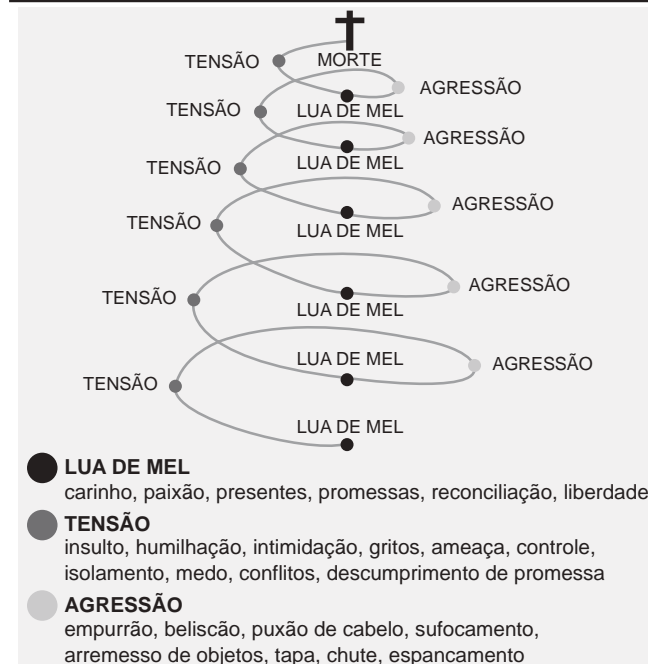 MORTE
TENSÃO
AGRESSÃO
LUA DE MEL
TENSÃO
AGRESSÃO
LUA DE MEL
TENSÃO
AGRESSÃO
LUA DE MEL
TENSÃO
AGRESSÃO
LUA DE MEL
TENSÃO
AGRESSÃO
LUA DE MEL
TENSÃO
LUA DE MEL
LUA DE MEL
carinho, paixão, presentes, promessas, reconciliação, liberdade
TENSÃO
insulto, humilhação, intimidação, gritos, ameaça, controle,
isolamento, medo, conflitos, descumprimento de promessa
AGRESSÃO
empurrão, beliscão, puxão de cabelo, sufocamento,
arremesso de objetos, tapa, chute, espancamento